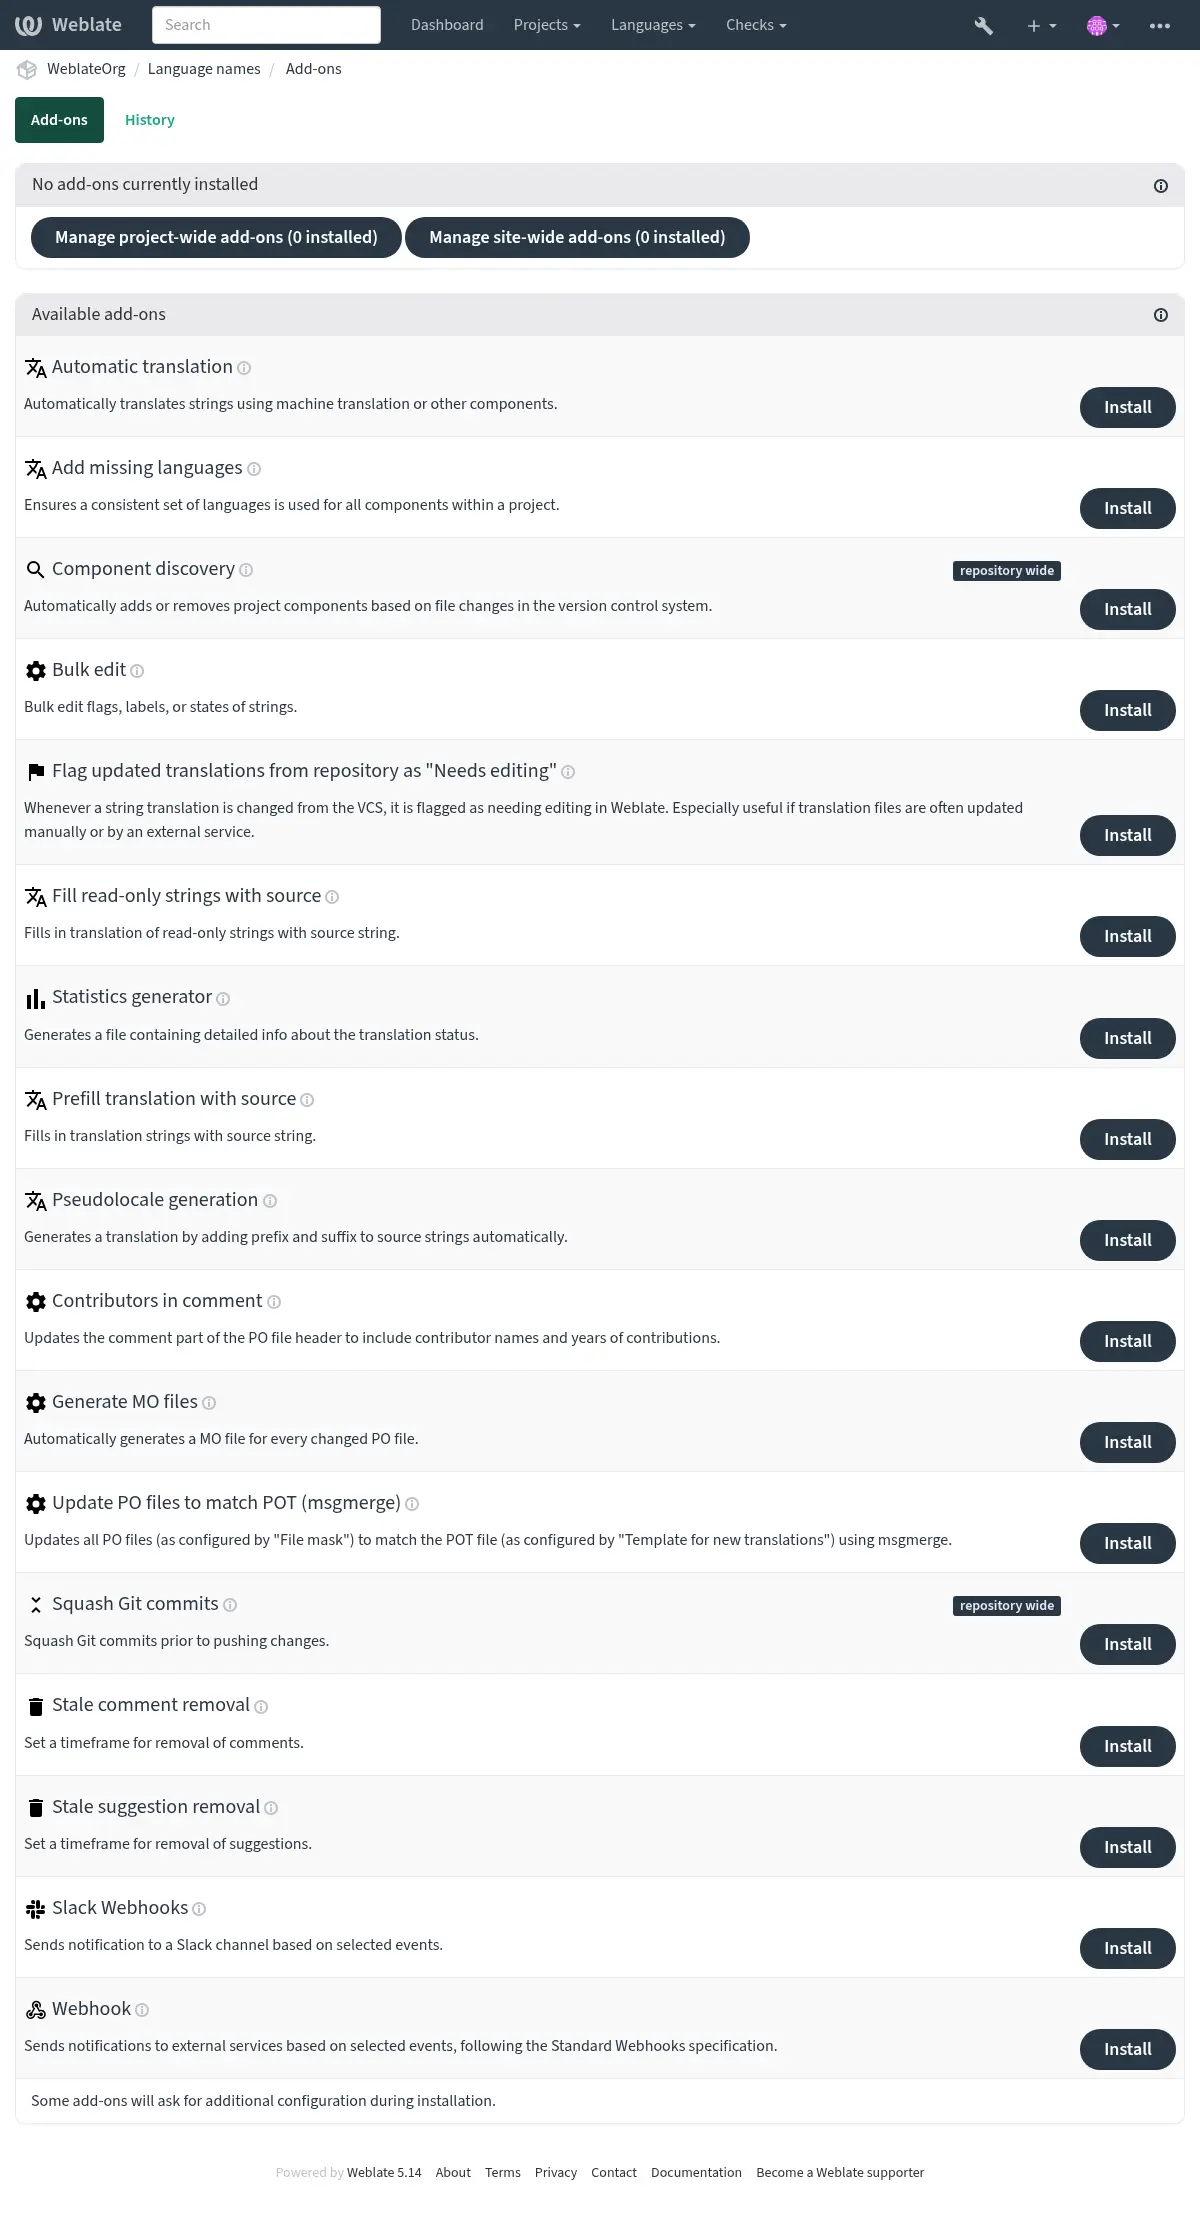 Weblate
Search
Dashboard
Projects
Languages
Checks
WeblateOrg / Language names / Add-ons
Add-ons
History
No add-ons currently installed
Manage project-wide add-ons (0 installed)
Manage site-wide add-ons (0 installed)
Available add-ons
Automatic translation
Automatically translates strings using machine translation or other components.
Install
Add missing languages
Ensures a consistent set of languages is used for all components within a project.
Install
Component discovery
repository wide
Automatically adds or removes project components based on file changes in the version control system.
Install
Bulk edit
Bulk edit flags, labels, or states of strings.
Install
Flag updated translations from repository as "Needs editing"
Whenever a string translation is changed from the VCS, it is flagged as needing editing in Weblate. Especially useful if translation files are often updated
manually or by an external service.
Install
Fill read-only strings with source
Fills in translation of read-only strings with source string.
Install
Statistics generator
Generates a file containing detailed info about the translation status.
Install
Prefill translation with source
Fills in translation strings with source string.
Install
Pseudolocale generation
Generates a translation by adding prefix and suffix to source strings automatically.
Install
Contributors in comment
Updates the comment part of the PO file header to include contributor names and years of contributions.
Install
Generate MO files
Automatically generates a MO file for every changed PO file.
Install
Update PO files to match POT (msgmerge)
Updates all PO files (as configured by "File mask") to match the POT file (as configured by "Template for new translations") using msgmerge.
Install
Squash Git commits
repository wide
Squash Git commits prior to pushing changes.
Install
Stale comment removal
Set a timeframe for removal of comments.
Install
Stale suggestion removal
Set a timeframe for removal of suggestions.
Install
Slack Webhooks
Sends notification to a Slack channel based on selected events.
Install
Webhook
Sends notifications to external services based on selected events, following the Standard Webhooks specification.
Install
Some add-ons will ask for additional configuration during installation.
Powered by Weblate 5.14 About Terms Privacy Contact Documentation Become a Weblate supporter